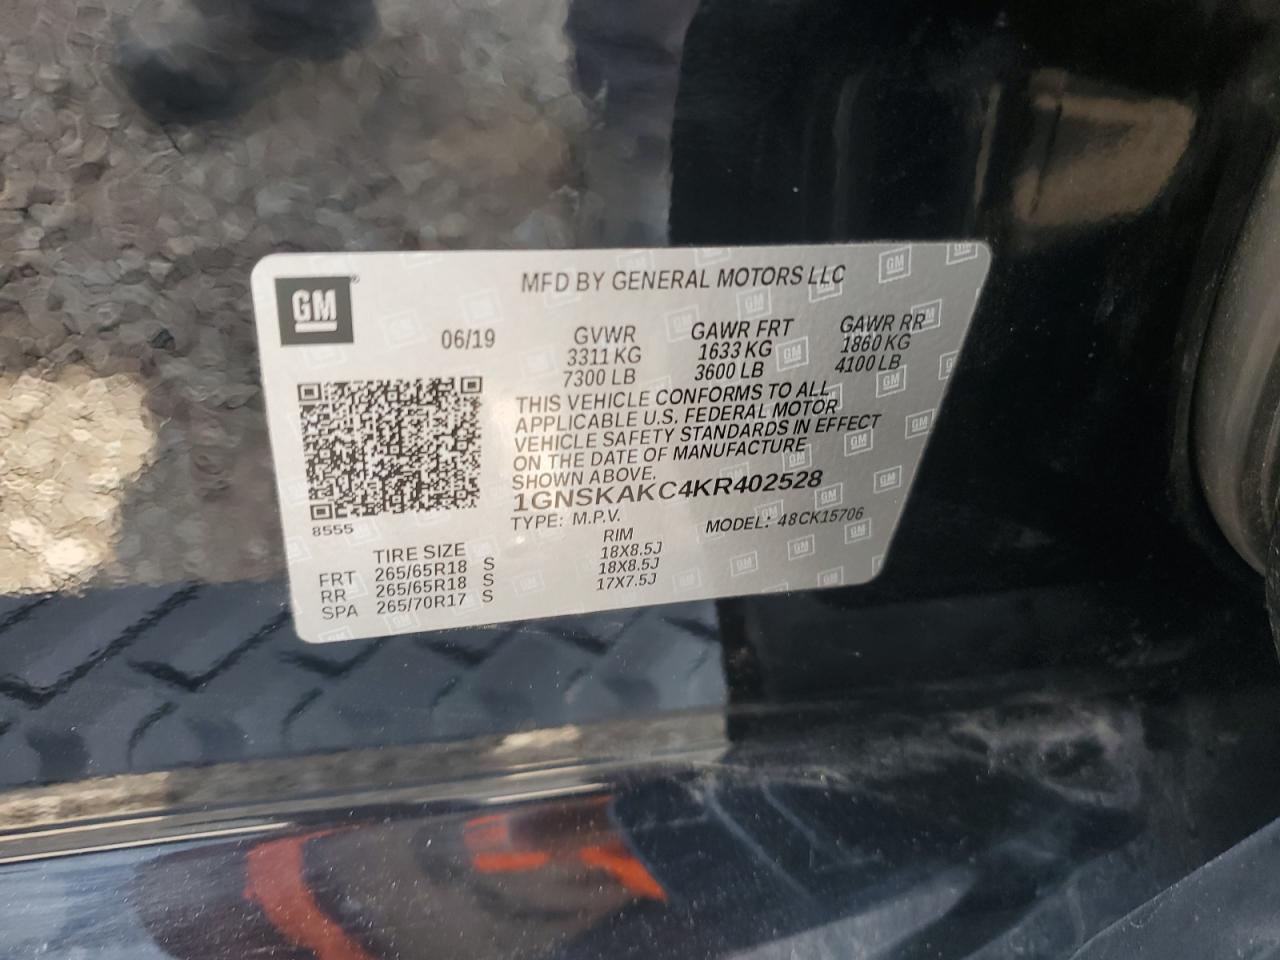 GM
MFD BY GENERAL MOTORS LLC
06/19 GVWR GAWR FRT GAWR RR
3311 KG 1633 KG 1860 KG
7300 LB 3600 LB 4100 LB
THIS VEHICLE CONFORMS TO ALL
APPLICABLE U.S. FEDERAL MOTOR
VEHICLE SAFETY STANDARDS IN EFFECT
ON THE DATE OF MANUFACTURE
SHOWN ABOVE.
1GNSKAKC4KR402528
8555
TYPE: M.P.V. MODEL: 48CK15706
TIRE SIZE RIM
FRT 265/65R18 S 18X8.5J
RR 265/65R18 S 18X8.5J
SPA 265/70R17 S 17X7.5J